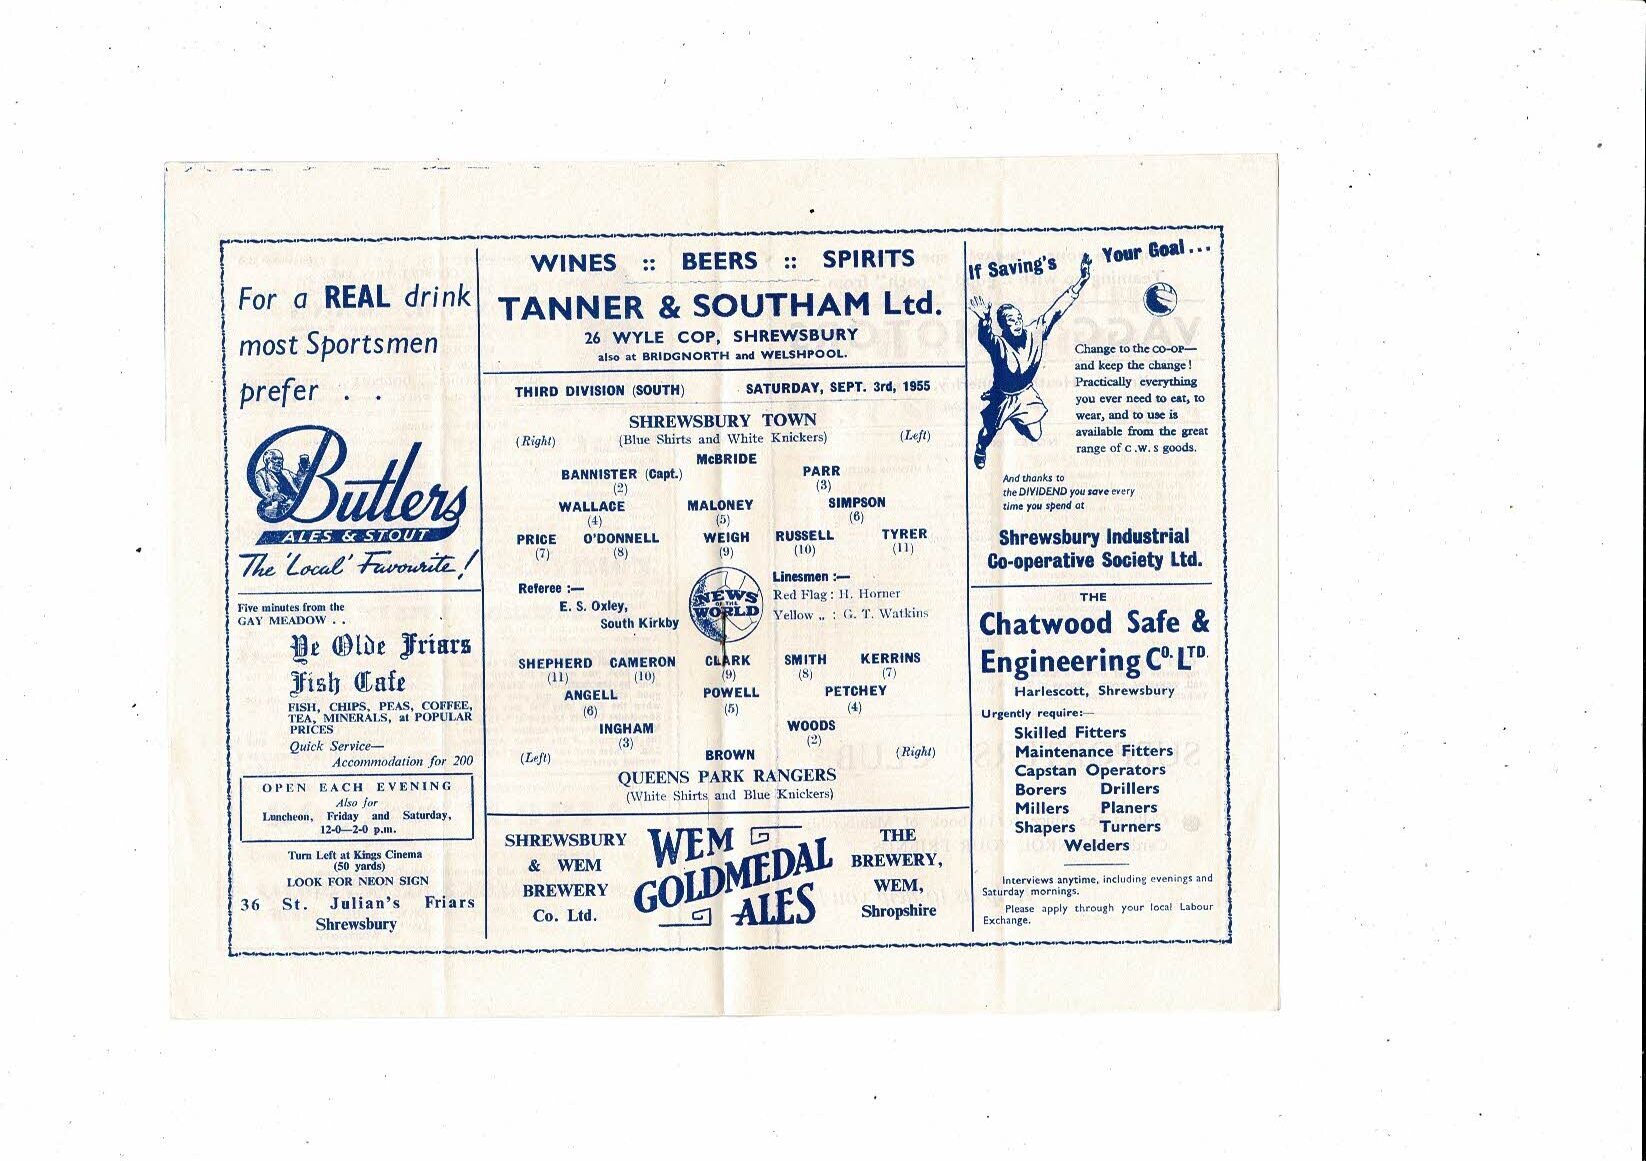 For a REAL drink
most Sportsmen
prefer . .
Butlers
ALES & STOUT
The 'Local' Favourite!
Five minutes from the
GAY MEADOW . .
Ye Olde Friars
Fish Cafe
FISH, CHIPS, PEAS, COFFEE,
TEA, MINERALS, at POPULAR
PRICES
Quick Service—
Accommodation for 200
OPEN EACH EVENING
Also for
Luncheon, Friday and Saturday,
12-0—2-0 p.m.
Turn Left at Kings Cinema
(50 yards)
LOOK FOR NEON SIGN
36 St. Julian's Friars
Shrewsbury
WINES :: BEERS :: SPIRITS
TANNER & SOUTHAM Ltd.
26 WYLE COP, SHREWSBURY
also at BRIDGNORTH and WELSHPOOL.
THIRD DIVISION (SOUTH) SATURDAY, SEPT. 3rd, 1955
SHREWSBURY TOWN
(Right) (Blue Shirts and White Knickers) (Left)
McBRIDE
BANNISTER (Capt.) PARR
(2) (3)
WALLACE MALONEY SIMPSON
(4) (5) (6)
PRICE O'DONNELL WEIGH RUSSELL TYRER
(7) (8) (9) (10) (11)
Referee :—
E. S. Oxley,
South Kirkby
NEWS
OF THE
WORLD
Linesmen :—
Red Flag : H. Horner
Yellow ,, : G. T. Watkins
SHEPHERD CAMERON CLARK SMITH KERRINS
(11) (10) (9) (8) (7)
ANGELL POWELL PETCHEY
(6) (5) (4)
INGHAM WOODS
(3) (2)
(Left) BROWN (Right)
QUEENS PARK RANGERS
(White Shirts and Blue Knickers)
SHREWSBURY
& WEM
BREWERY
Co. Ltd.
WEM
GOLDMEDAL
ALES
THE
BREWERY,
WEM,
Shropshire
If Saving's Your Goal...
Change to the CO-OP—
and keep the change!
Practically everything
you ever need to eat, to
wear, and to use is
available from the great
range of C.W.S goods.
And thanks to
the DIVIDEND you save every
time you spend at
Shrewsbury Industrial
Co-operative Society Ltd.
THE
Chatwood Safe &
Engineering Co. LTD.
Harlescott, Shrewsbury
Urgently require:—
Skilled Fitters
Maintenance Fitters
Capstan Operators
Borers Drillers
Millers Planers
Shapers Turners
Welders
Interviews anytime, including evenings and
Saturday mornings.
Please apply through your local Labour
Exchange.